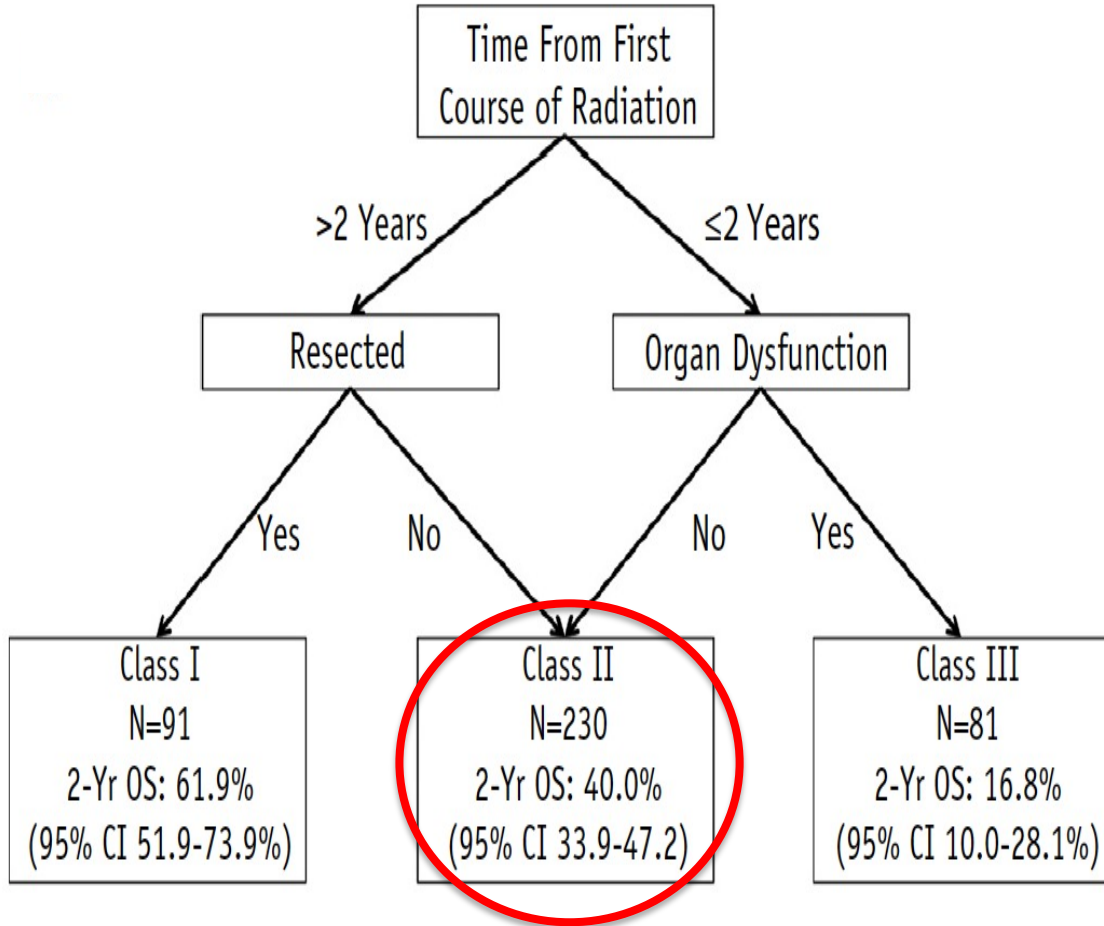 Time From First
Course of Radiation
>2 Years
≤2 Years
Resected
Organ Dysfunction
Yes
No
No
Yes
Class I
N=91
2-Yr OS: 61.9%
(95% CI 51.9-73.9%)
Class II
N=230
2-Yr OS: 40.0%
(95% CI 33.9-47.2)
Class III
N=81
2-Yr OS: 16.8%
(95% CI 10.0-28.1%)